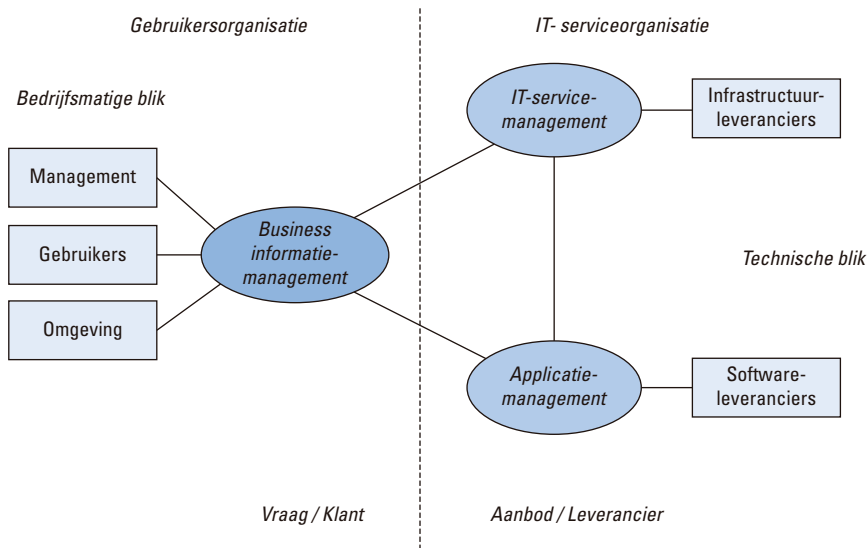 Gebruikersorganisatie
IT- serviceorganisatie
Bedrijfsmatige blik
IT-service-
management
Infrastructuur-
leveranciers
Management
Gebruikers
Omgeving
Business
informatie-
management
Technische blik
Applicatie-
management
Software-
leveranciers
Vraag / Klant
Aanbod / Leverancier